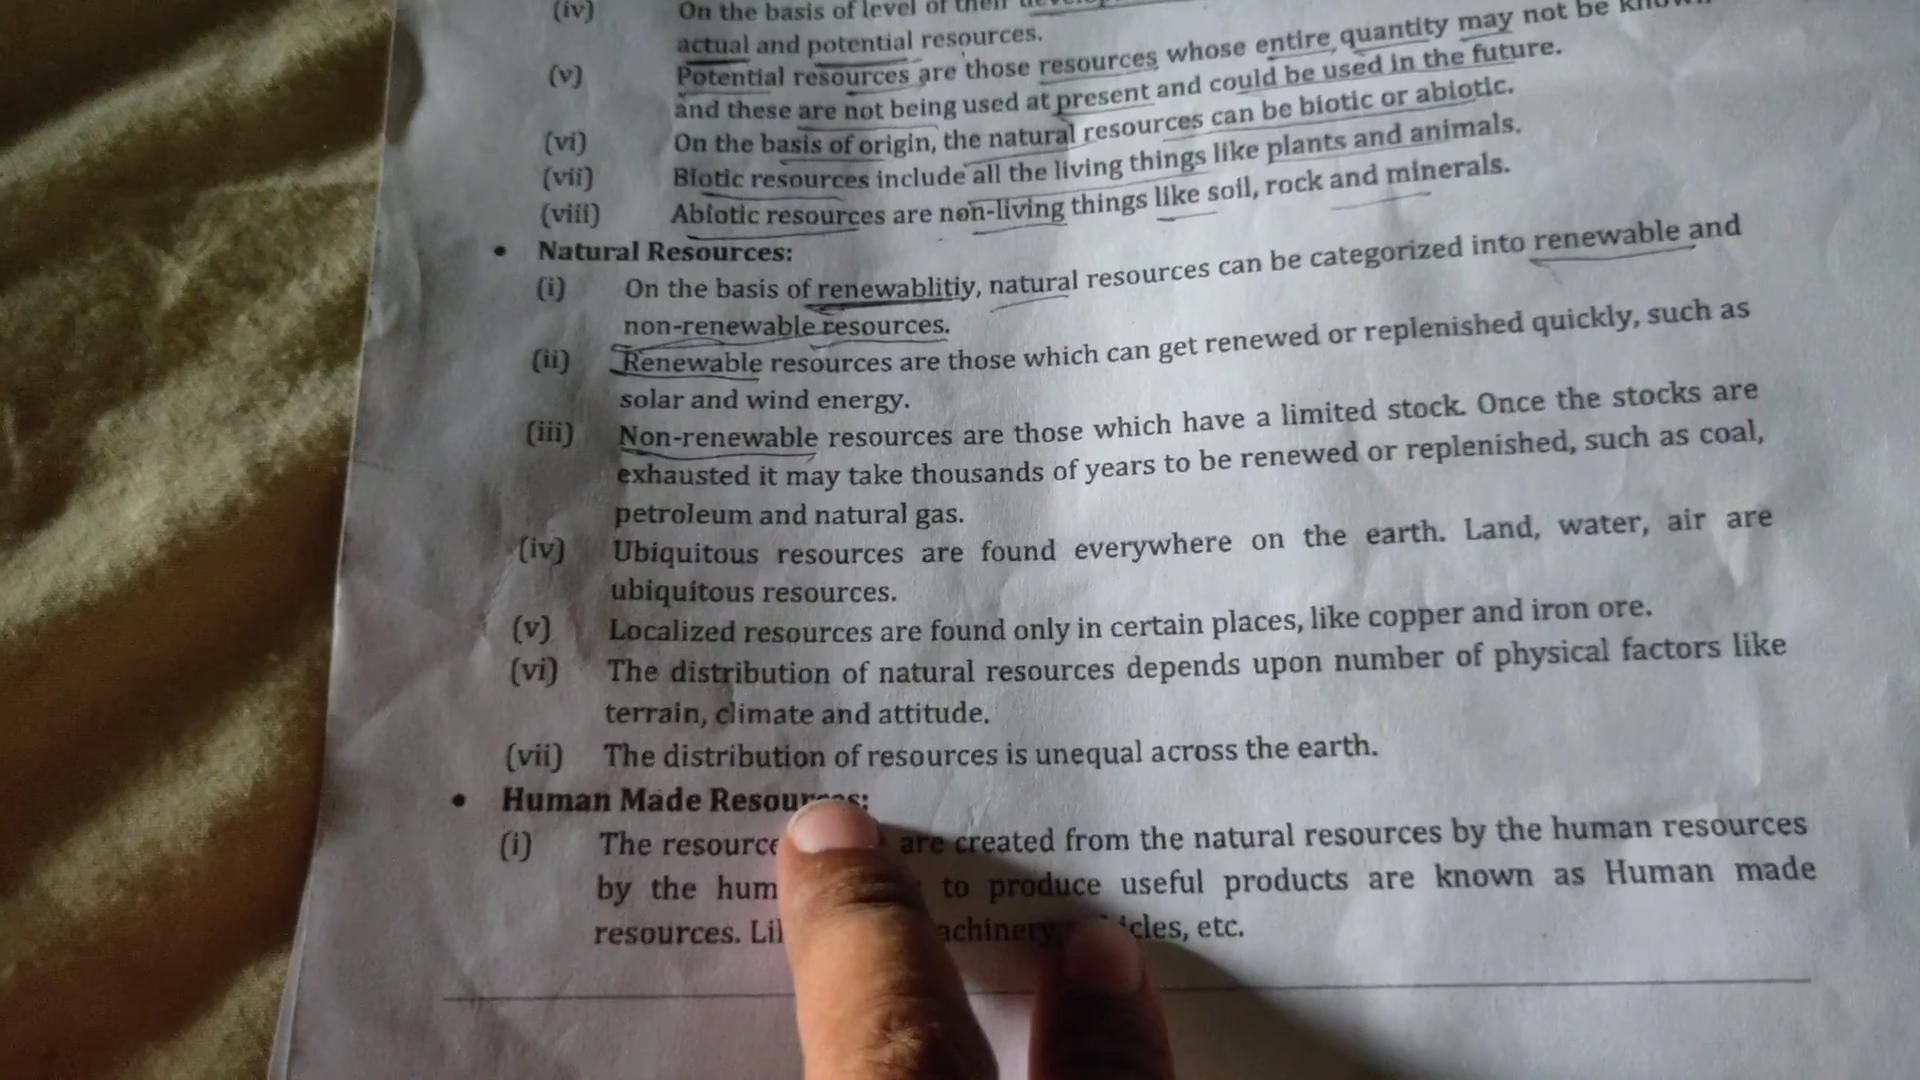 (iv) On the basis of level of their
actual and potential resources.
(v) Potential resources are those resources whose entire quantity may not be known
and these are not being used at present and could be used in the future.
(vi) On the basis of origin, the natural resources can be biotic or abiotic.
(vii) Biotic resources include all the living things like plants and animals.
(viii) Abiotic resources are non-living things like soil, rock and minerals.
• Natural Resources:
(i) On the basis of renewablitiy, natural resources can be categorized into renewable and
non-renewable resources.
(ii) Renewable resources are those which can get renewed or replenished quickly, such as
solar and wind energy.
(iii) Non-renewable resources are those which have a limited stock. Once the stocks are
exhausted it may take thousands of years to be renewed or replenished, such as coal,
petroleum and natural gas.
(iv) Ubiquitous resources are found everywhere on the earth. Land, water, air are
ubiquitous resources.
(v) Localized resources are found only in certain places, like copper and iron ore.
(vi) The distribution of natural resources depends upon number of physical factors like
terrain, climate and attitude.
(vii) The distribution of resources is unequal across the earth.
• Human Made Resources:
(i) The are created from the natural resources by the human resources
by the to produce useful products are known as Human made
resources. etc.